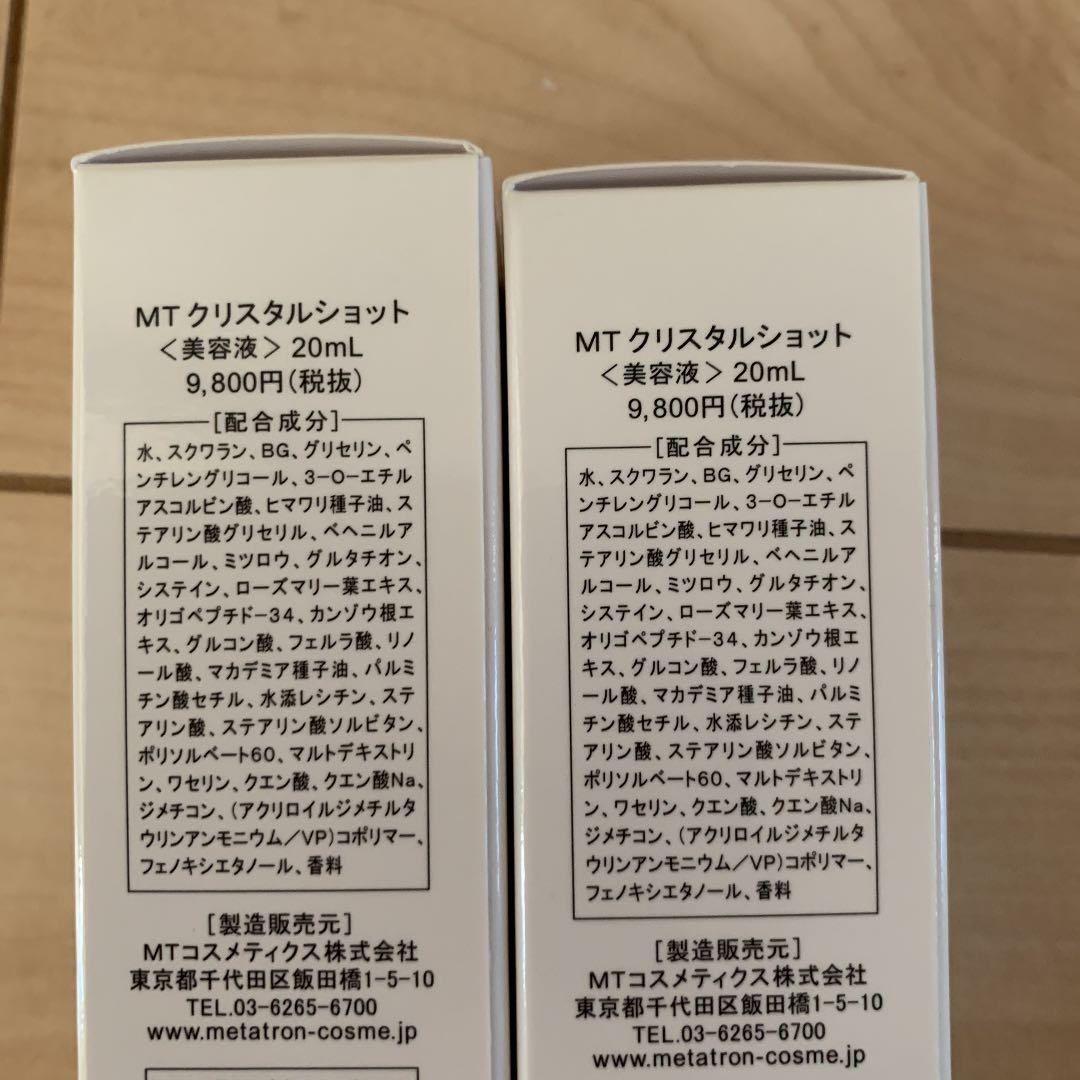 MT クリスタルショット
＜美容液＞20mL
9,800円（税抜）
［配合成分］
水、スクワラン、BG、グリセリン、ペ
ンチレングリコール、3-O-エチル
アスコルビン酸、ヒマワリ種子油、ス
テアリン酸グリセリル、ベヘニルア
ルコール、ミツロウ、グルタチオン、
システイン、ローズマリー葉エキス、
オリゴペプチド-34、カンゾウ根エ
キス、グルコン酸、フェルラ酸、リノ
ール酸、マカデミア種子油、パルミ
チン酸セチル、水添レシチン、ステ
アリン酸、ステアリン酸ソルビタン、
ポリソルベート60、マルトデキストリ
ン、ワセリン、クエン酸、クエン酸Na、
ジメチコン、（アクリロイルジメチルタ
ウリンアンモニウム／VP）コポリマー、
フェノキシエタノール、香料
［製造販売元］
MTコスメティクス株式会社
東京都千代田区飯田橋1-5-10
TEL.03-6265-6700
www.metatron-cosme.jp
MT クリスタルショット
＜美容液＞20mL
9,800円（税抜）
［配合成分］
水、スクワラン、BG、グリセリン、ペ
ンチレングリコール、3-O-エチル
アスコルビン酸、ヒマワリ種子油、ス
テアリン酸グリセリル、ベヘニルア
ルコール、ミツロウ、グルタチオン、
システイン、ローズマリー葉エキス、
オリゴペプチド-34、カンゾウ根エ
キス、グルコン酸、フェルラ酸、リノ
ール酸、マカデミア種子油、パルミ
チン酸セチル、水添レシチン、ステ
アリン酸、ステアリン酸ソルビタン、
ポリソルベート60、マルトデキストリ
ン、ワセリン、クエン酸、クエン酸Na、
ジメチコン、（アクリロイルジメチルタ
ウリンアンモニウム／VP）コポリマー、
フェノキシエタノール、香料
［製造販売元］
MTコスメティクス株式会社
東京都千代田区飯田橋1-5-10
TEL.03-6265-6700
www.metatron-cosme.jp